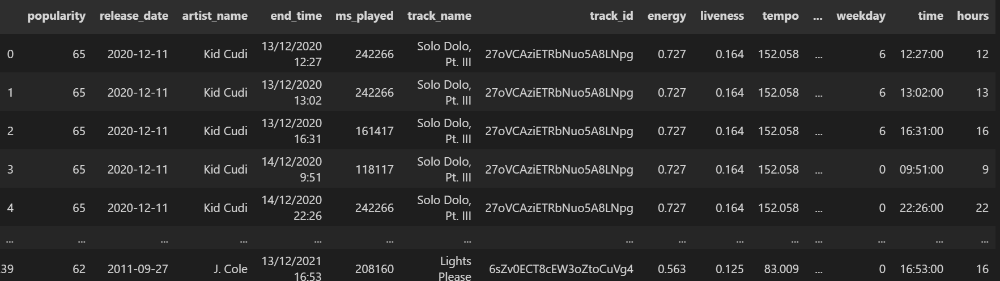 popularity release_date artist_name end_time ms_played track_name track_id energy liveness tempo ... weekday time hours
0 65 2020-12-11 Kid Cudi 13/12/2020 12:27 242266 Solo Dolo, Pt. III 27oVCAziETRbNuo5A8LNpg 0.727 0.164 152.058 ... 6 12:27:00 12
1 65 2020-12-11 Kid Cudi 13/12/2020 13:02 242266 Solo Dolo, Pt. III 27oVCAziETRbNuo5A8LNpg 0.727 0.164 152.058 ... 6 13:02:00 13
2 65 2020-12-11 Kid Cudi 13/12/2020 16:31 161417 Solo Dolo, Pt. III 27oVCAziETRbNuo5A8LNpg 0.727 0.164 152.058 ... 6 16:31:00 16
3 65 2020-12-11 Kid Cudi 14/12/2020 9:51 118117 Solo Dolo, Pt. III 27oVCAziETRbNuo5A8LNpg 0.727 0.164 152.058 ... 0 09:51:00 9
4 65 2020-12-11 Kid Cudi 14/12/2020 22:26 242266 Solo Dolo, Pt. III 27oVCAziETRbNuo5A8LNpg 0.727 0.164 152.058 ... 0 22:26:00 22
... ... ... ... ... ... ... ... ... ... ... ... ... ... ...
39 62 2011-09-27 J. Cole 13/12/2021 16:53 208160 Lights Please 6sZv0ECT8cEW3oZtoCuVg4 0.563 0.125 83.009 ... 0 16:53:00 16